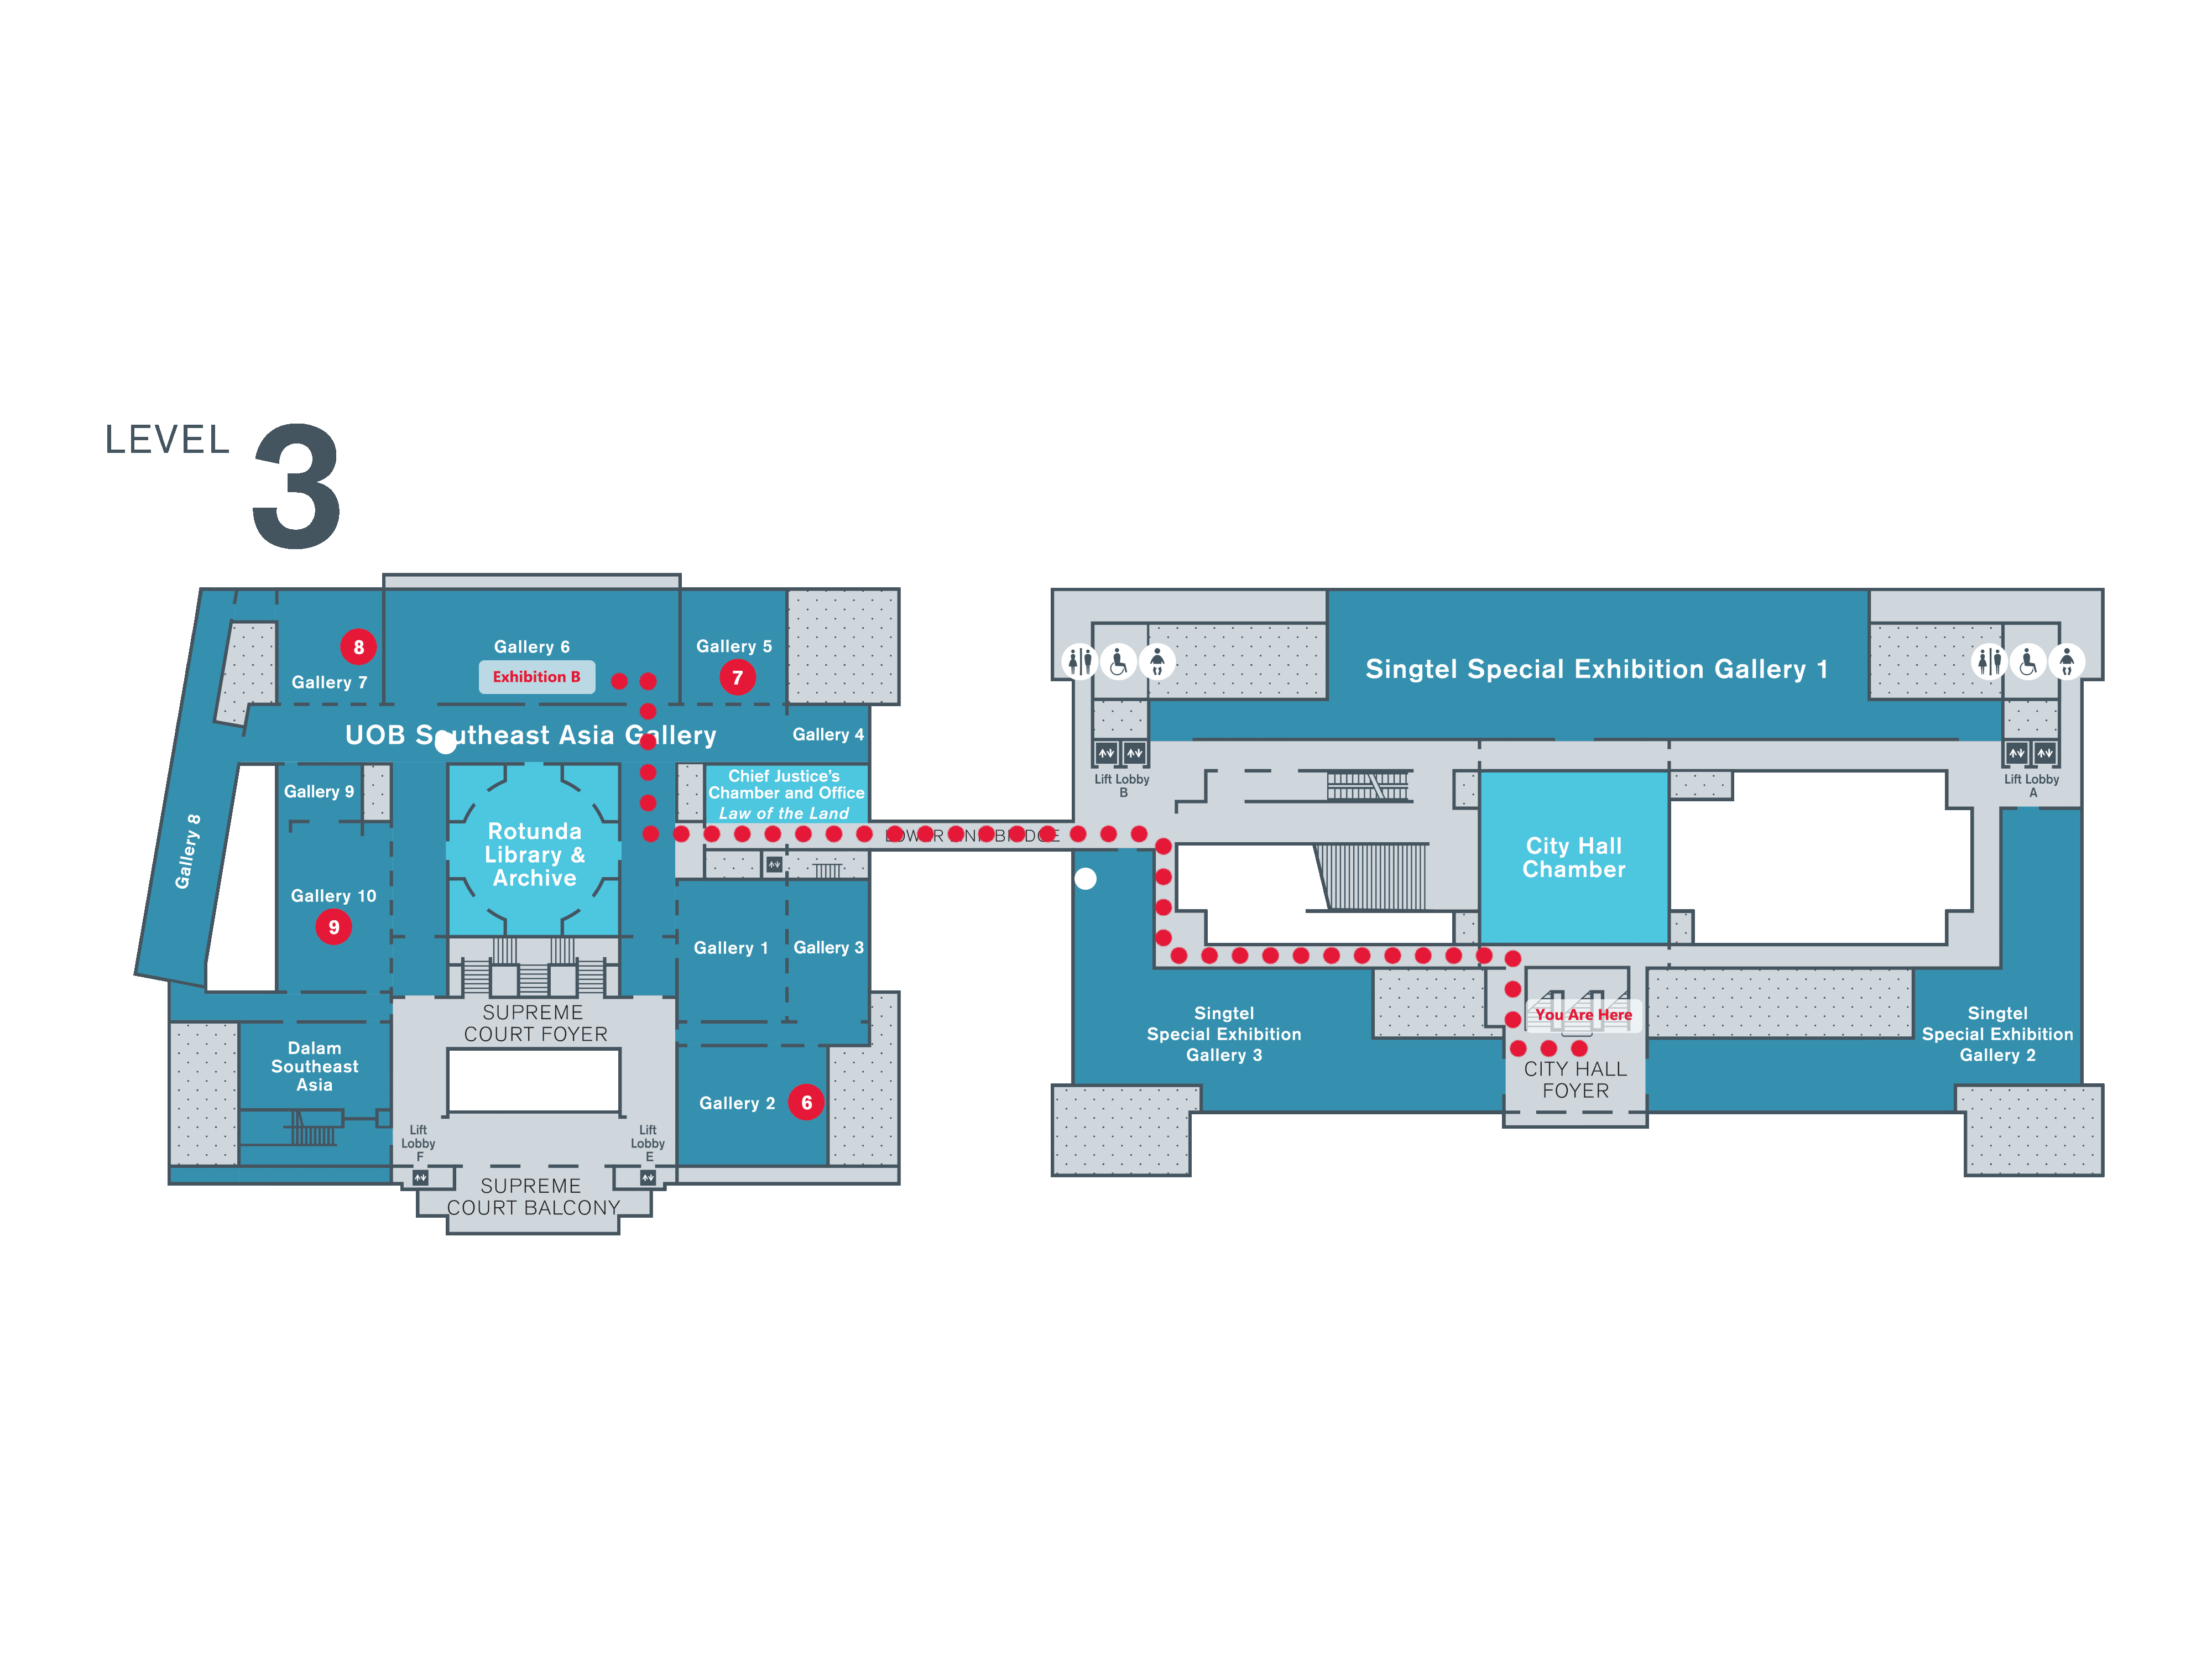 LEVEL 3
8
Gallery 7
Gallery 6
Exhibition B
Gallery 5
7
UOB Southeast Asia Gallery
Gallery 4
Gallery 9
Chief Justice's
Chamber and Office
Law of the Land
Rotunda
Library &
Archive
Gallery 8
Gallery 10
9
Gallery 1
Gallery 3
SUPREME
COURT FOYER
Dalam
Southeast
Asia
Gallery 2
6
Lift
Lobby
F
Lift
Lobby
E
SUPREME
COURT BALCONY
Singtel Special Exhibition Gallery 1
Lift Lobby
B
Lift Lobby
A
City Hall
Chamber
Singtel
Special Exhibition
Gallery 3
You Are Here
CITY HALL
FOYER
Singtel
Special Exhibition
Gallery 2